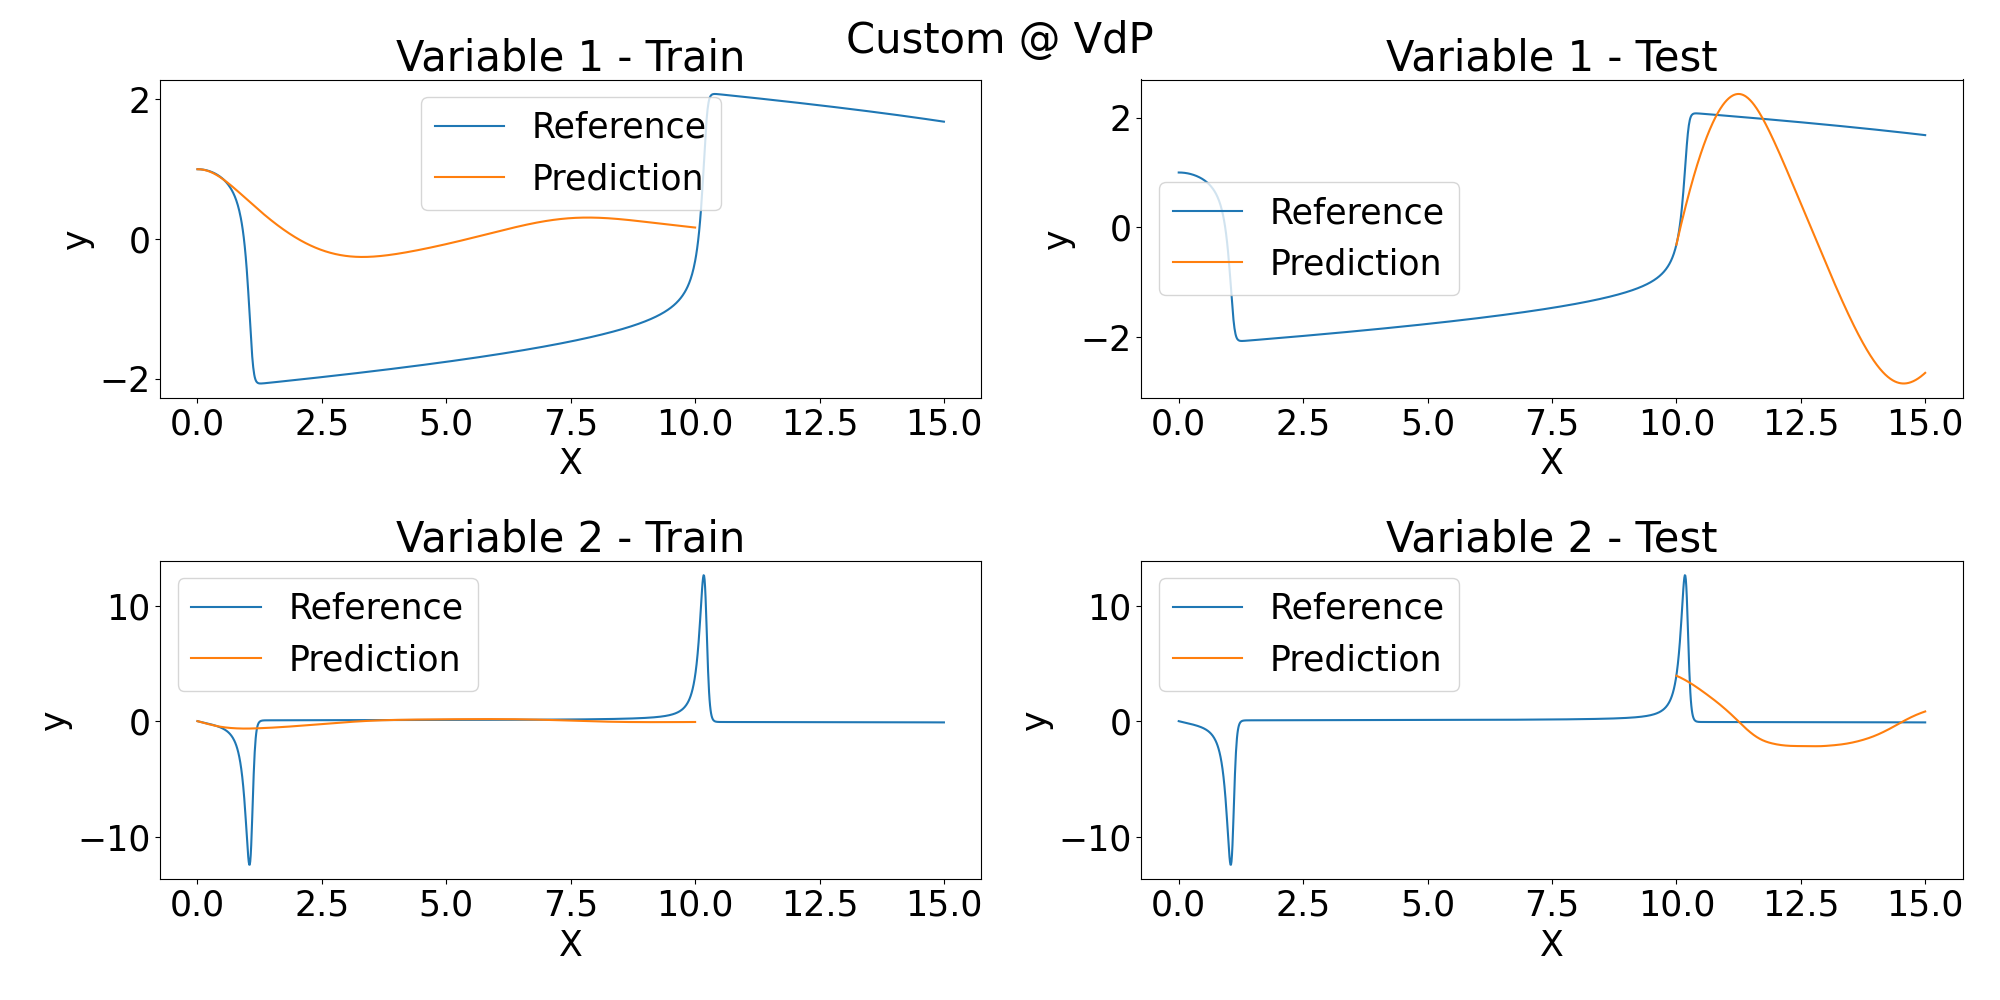 Custom @ VdP
Variable 1 - Train
Reference
Prediction
2
0
−2
y
0.0 2.5 5.0 7.5 10.0 12.5 15.0
X
Variable 1 - Test
Reference
Prediction
2
0
−2
y
0.0 2.5 5.0 7.5 10.0 12.5 15.0
X
Variable 2 - Train
Reference
Prediction
10
0
−10
y
0.0 2.5 5.0 7.5 10.0 12.5 15.0
X
Variable 2 - Test
Reference
Prediction
10
0
−10
y
0.0 2.5 5.0 7.5 10.0 12.5 15.0
X